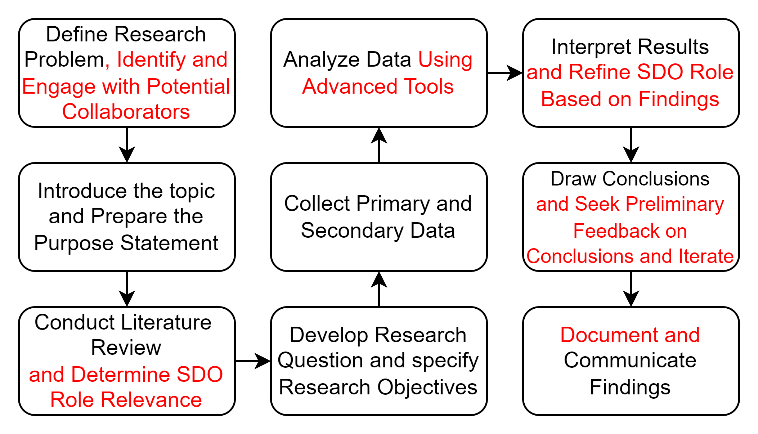 Define Research
Problem, Identify and
Engage with Potential
Collaborators
Introduce the topic
and Prepare the
Purpose Statement
Conduct Literature
Review
and Determine SDO
Role Relevance
Develop Research
Question and specify
Research Objectives
Collect Primary and
Secondary Data
Analyze Data Using
Advanced Tools
Interpret Results
and Refine SDO Role
Based on Findings
Draw Conclusions
and Seek Preliminary
Feedback on
Conclusions and Iterate
Document and
Communicate
Findings